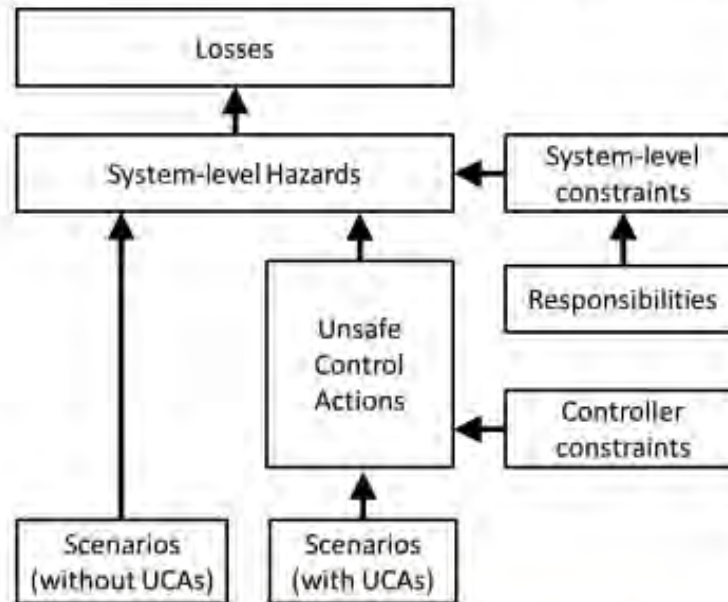 Losses
System-level Hazards
System-level
constraints
Responsibilities
Unsafe
Control
Actions
Controller
constraints
Scenarios
(without UCAs)
Scenarios
(with UCAs)